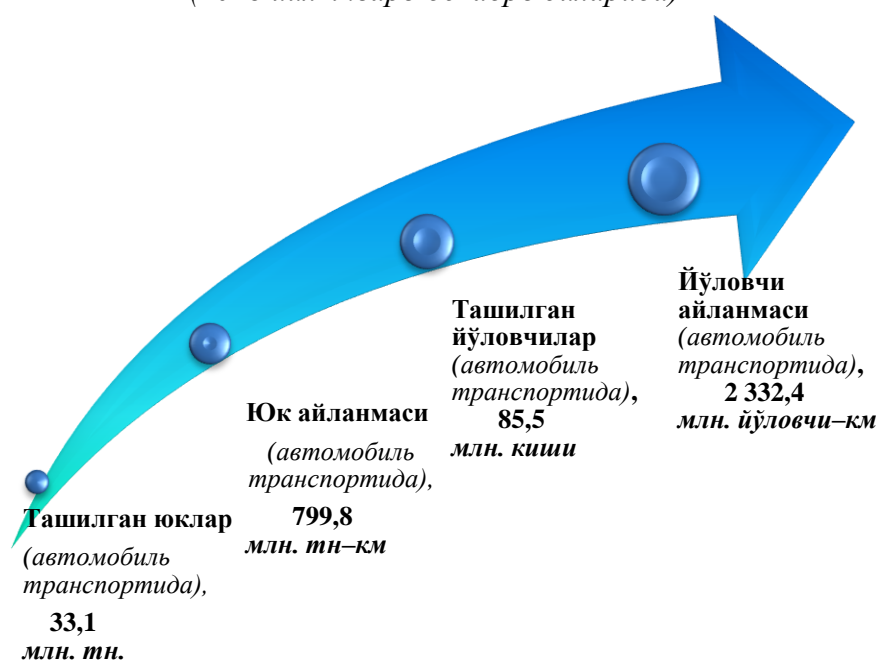 Ташилган юклар
(автомобиль
транспортида),
33,1
млн. тн.
Юк айланмаси
(автомобиль
транспортида),
799,8
млн. тн–км
Ташилган
йўловчилар
(автомобиль
транспортида),
85,5
млн. киши
Йўловчи
айланмаси
(автомобиль
транспортида),
2 332,4
млн. йўловчи–км